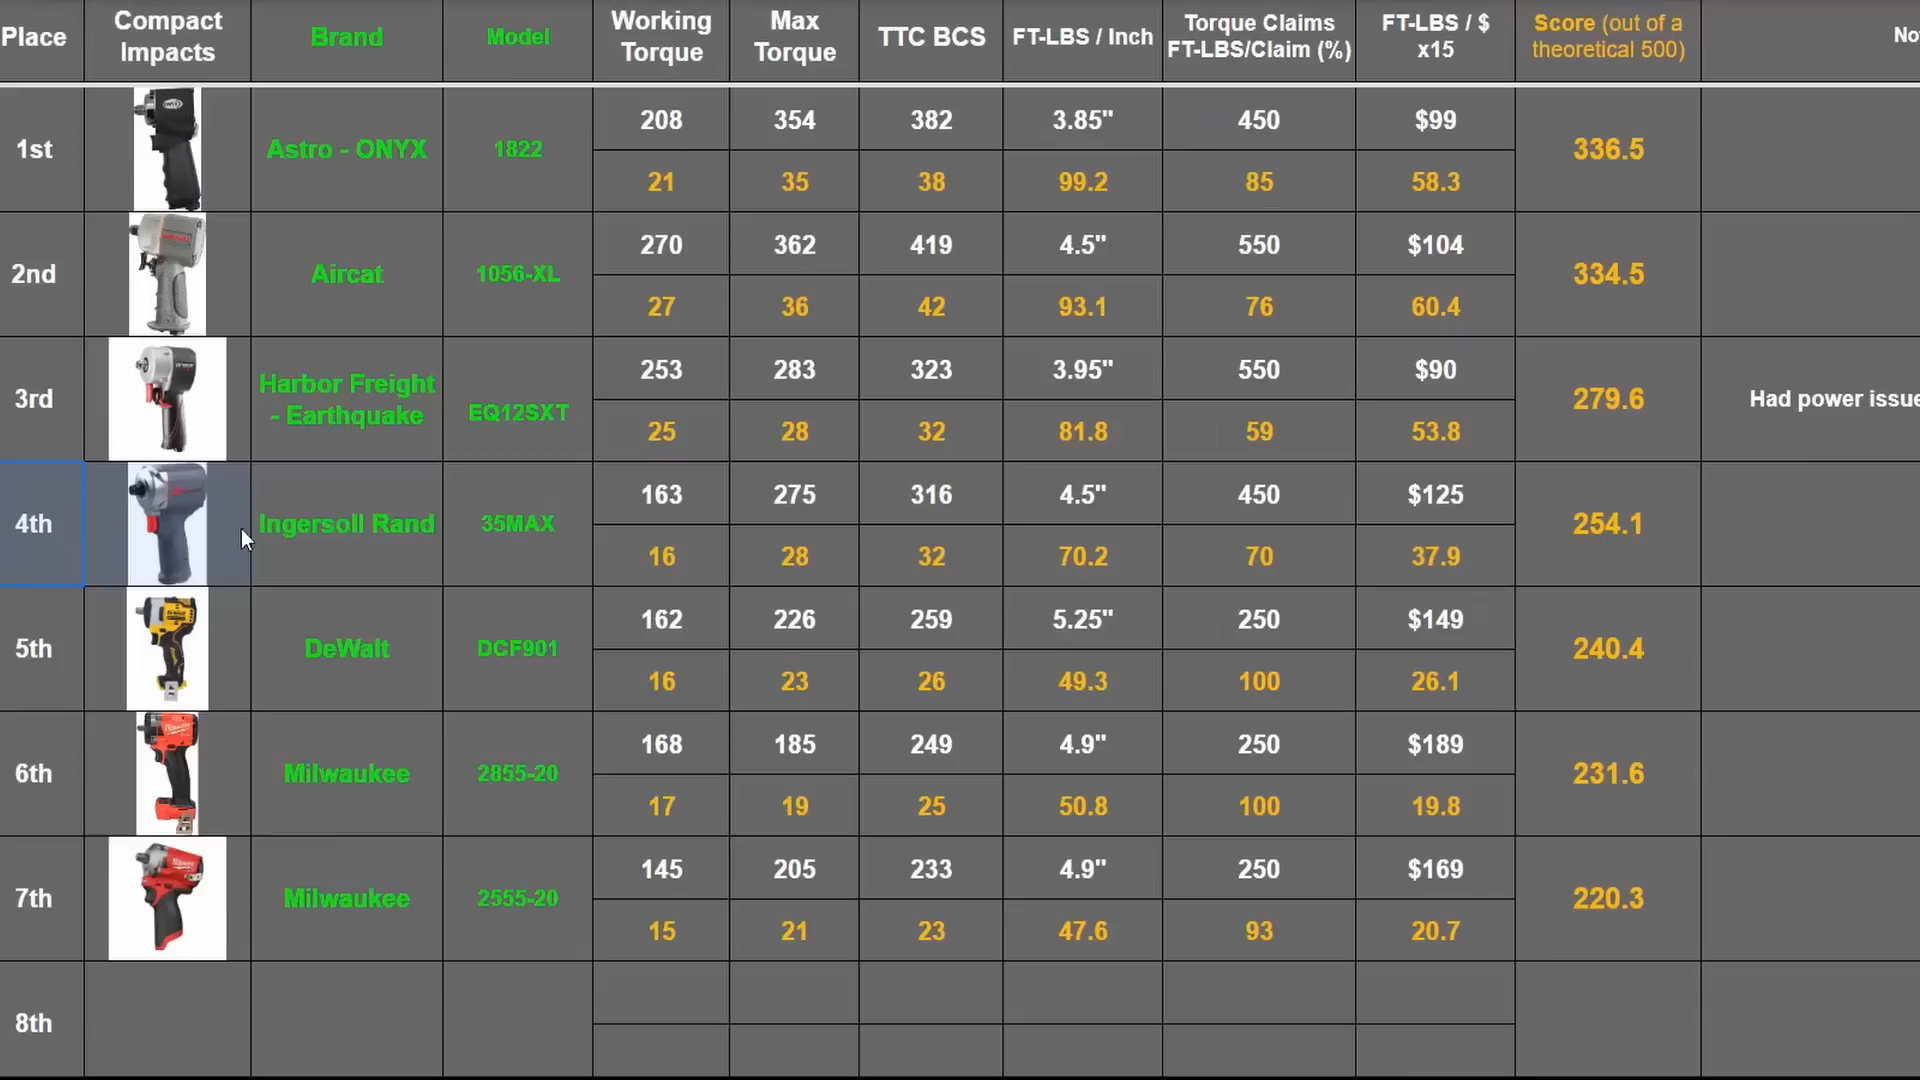 Place
Compact
Impacts
Brand
Model
Working
Torque
Max
Torque
TTC BCS
FT-LBS / Inch
Torque Claims
FT-LBS/Claim (%)
FT-LBS / $
x15
Score (out of a
theoretical 500)
1st
Astro - ONYX
1822
208 354 382 3.85" 450 $99
21 35 38 99.2 85 58.3
336.5
2nd
Aircat
1056-XL
270 362 419 4.5" 550 $104
27 36 42 93.1 76 60.4
334.5
3rd
Harbor Freight
- Earthquake
EQ12SXT
253 283 323 3.95" 550 $90
25 28 32 81.8 59 53.8
279.6
Had power issue
4th
Ingersoll Rand
35MAX
163 275 316 4.5" 450 $125
16 28 32 70.2 70 37.9
254.1
5th
DeWalt
DCF901
162 226 259 5.25" 250 $149
16 23 26 49.3 100 26.1
240.4
6th
Milwaukee
2855-20
168 185 249 4.9" 250 $189
17 19 25 50.8 100 19.8
231.6
7th
Milwaukee
2555-20
145 205 233 4.9" 250 $169
15 21 23 47.6 93 20.7
220.3
8th